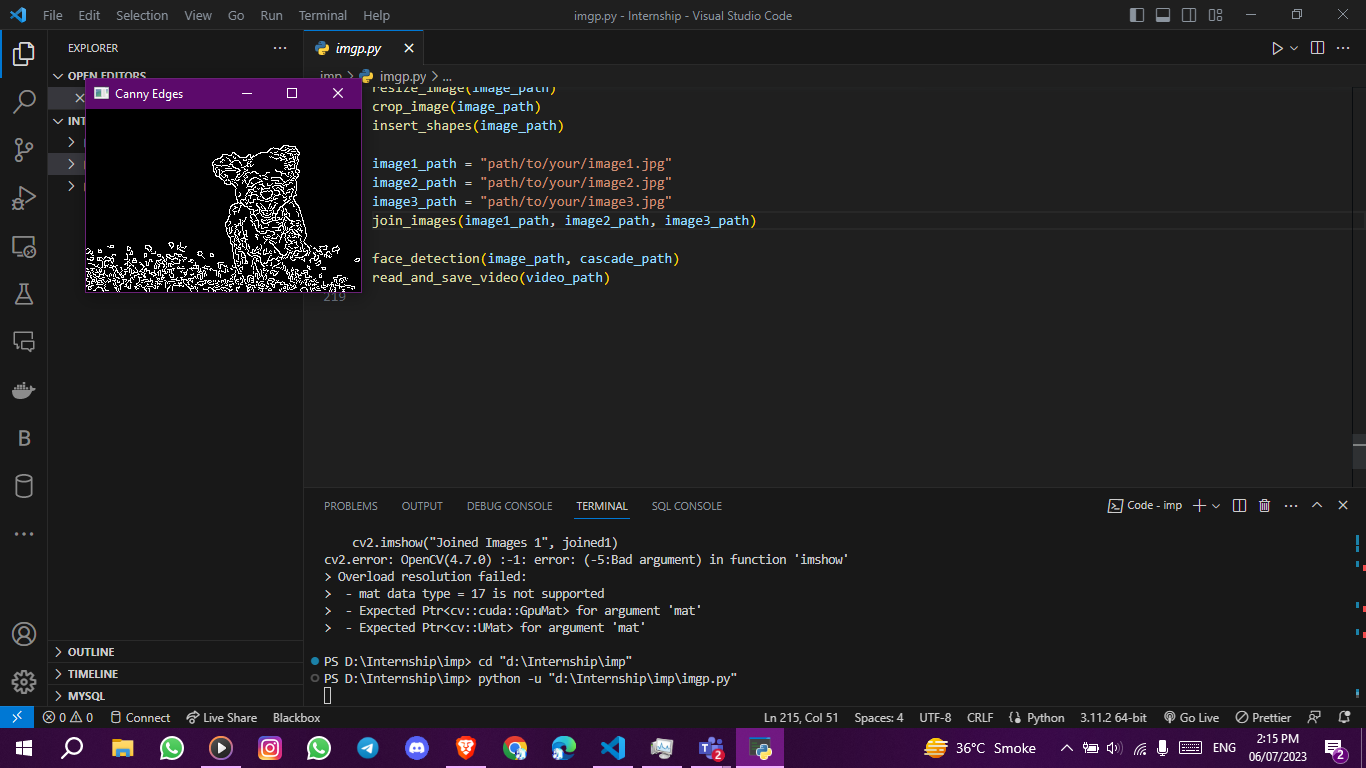 File Edit Selection View Go Run Terminal Help
imgp.py - Internship - Visual Studio Code
EXPLORER
OPEN EDITORS
INT
OUTLINE
TIMELINE
MYSQL
Canny Edges
imgp.py
imp > imgp.py > ...
resize_image(image_path)
crop_image(image_path)
insert_shapes(image_path)
image1_path = "path/to/your/image1.jpg"
image2_path = "path/to/your/image2.jpg"
image3_path = "path/to/your/image3.jpg"
join_images(image1_path, image2_path, image3_path)
face_detection(image_path, cascade_path)
read_and_save_video(video_path)
219
PROBLEMS OUTPUT DEBUG CONSOLE TERMINAL SQL CONSOLE
Code - imp
cv2.imshow("Joined Images 1", joined1)
cv2.error: OpenCV(4.7.0) :-1: error: (-5:Bad argument) in function 'imshow'
> Overload resolution failed:
>  - mat data type = 17 is not supported
>  - Expected Ptr<cv::cuda::GpuMat> for argument 'mat'
>  - Expected Ptr<cv::UMat> for argument 'mat'
PS D:\Internship\imp> cd "d:\Internship\imp"
PS D:\Internship\imp> python -u "d:\Internship\imp\imgp.py"
0 0 Connect Live Share Blackbox
Ln 215, Col 51 Spaces: 4 UTF-8 CRLF Python 3.11.2 64-bit Go Live Prettier
36°C Smoke
ENG
2:15 PM
06/07/2023
2
2